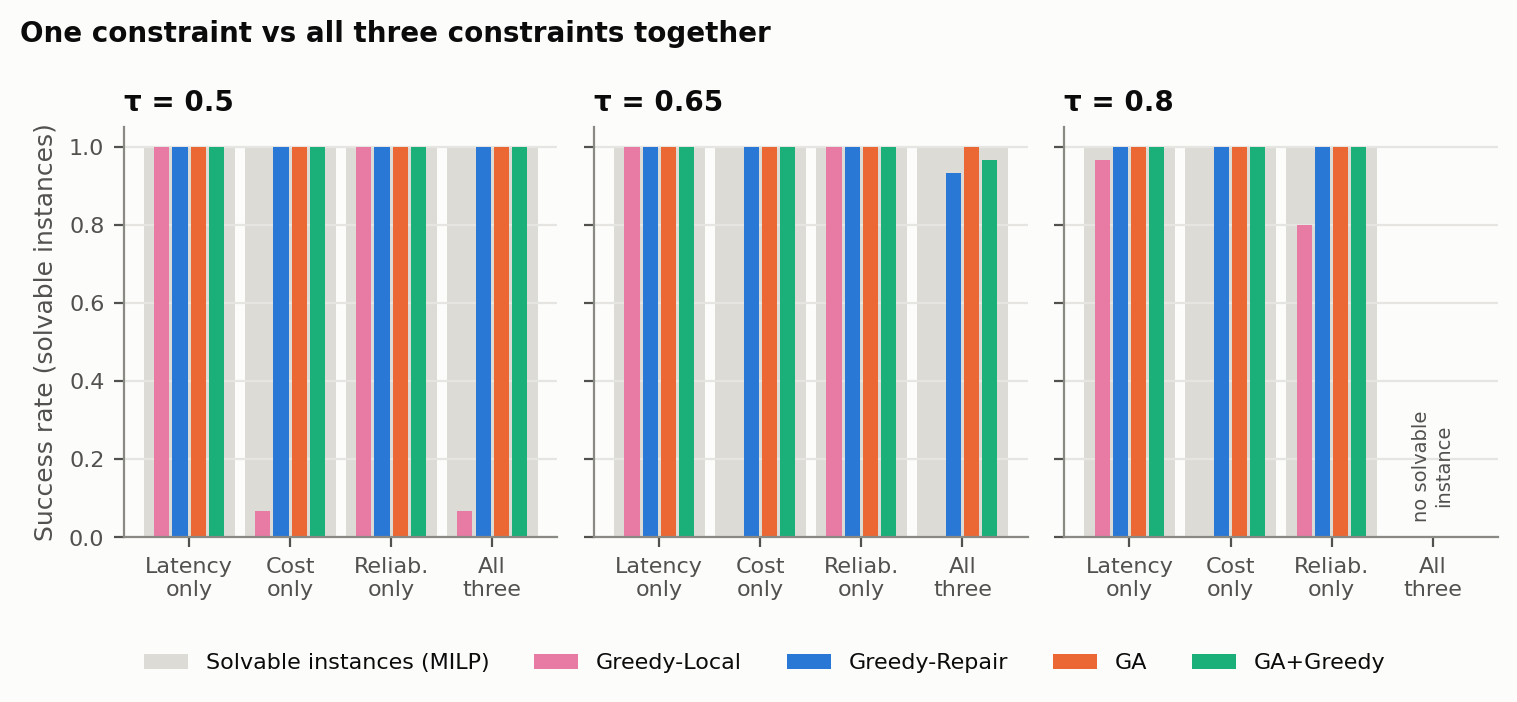 One constraint vs all three constraints together
τ = 0.5
τ = 0.65
τ = 0.8
Success rate (solvable instances)
1.0
0.8
0.6
0.4
0.2
0.0
no solvable
instance
Latency
only
Cost
only
Reliab.
only
All
three
Latency
only
Cost
only
Reliab.
only
All
three
Latency
only
Cost
only
Reliab.
only
All
three
Solvable instances (MILP)
Greedy-Local
Greedy-Repair
GA
GA+Greedy